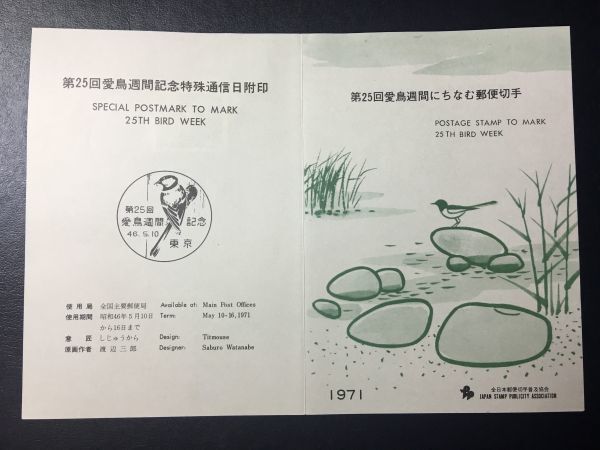 第25回愛鳥週間記念特殊通信日附印
SPECIAL POSTMARK TO MARK
25TH BIRD WEEK
第25回
愛鳥週間 記念
46.5.10
東京
使用局 全国主要郵便局 Available at: Main Post Offices
使用期間 昭和46年5月10日 Term: May 10-16, 1971
から16日まで
意匠 しじゅうから Design: Titmouse
原画作者 渡辺三郎 Designer: Saburo Watanabe
第25回愛鳥週間にちなむ郵便切手
POSTAGE STAMP TO MARK
25TH BIRD WEEK
1971
全日本郵便切手普及協会
JAPAN STAMP PUBLICITY ASSOCIATION